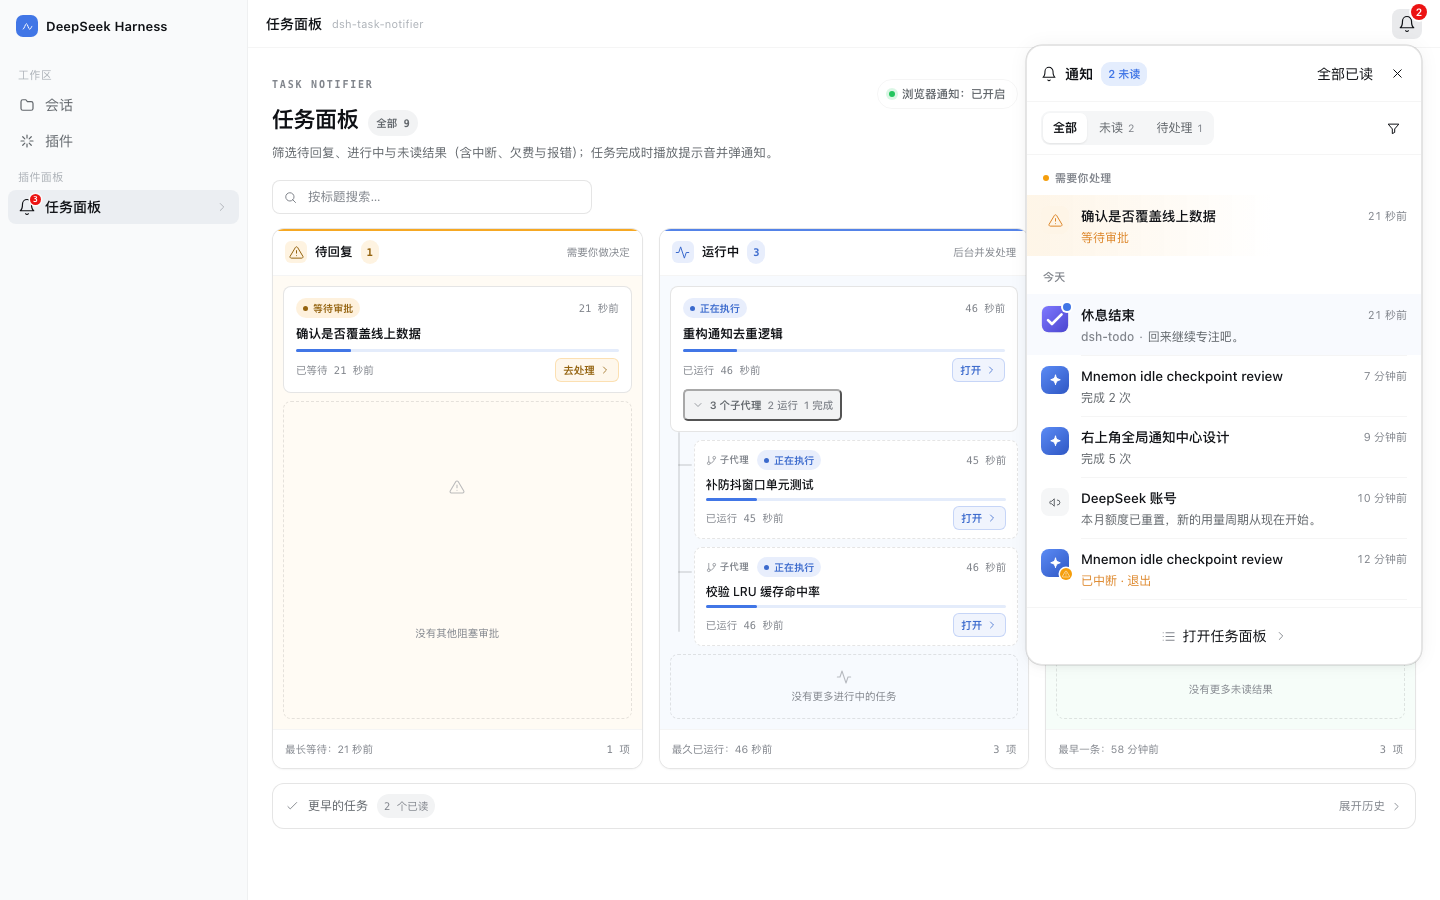 DeepSeek Harness
工作区
会话
插件
插件面板
3
任务面板
任务面板 dsh-task-notifier
2
TASK NOTIFIER
任务面板 全部 9
浏览器通知：已开启
筛选待回复、进行中与未读结果（含中断、欠费与报错）；任务完成时播放提示音并弹通知。
按标题搜索...
待回复 1 需要你做决定
等待审批 21 秒前
确认是否覆盖线上数据
已等待 21 秒前 去处理
没有其他阻塞审批
最长等待：21 秒前 1 项
运行中 3 后台并发处理
正在执行 46 秒前
重构通知去重逻辑
已运行 46 秒前 打开
3 个子代理 2 运行 1 完成
子代理 正在执行 45 秒前
补防抖窗口单元测试
已运行 45 秒前 打开
子代理 正在执行 46 秒前
校验 LRU 缓存命中率
已运行 46 秒前 打开
没有更多进行中的任务
最久已运行：46 秒前 3 项
没有更多未读结果
最早一条：58 分钟前 3 项
更早的任务 2 个已读 展开历史
通知 2 未读 全部已读
全部 未读 2 待处理 1
需要你处理
确认是否覆盖线上数据 21 秒前
等待审批
今天
休息结束 21 秒前
dsh-todo · 回来继续专注吧。
Mnemon idle checkpoint review 7 分钟前
完成 2 次
右上角全局通知中心设计 9 分钟前
完成 5 次
DeepSeek 账号 10 分钟前
本月额度已重置，新的用量周期从现在开始。
Mnemon idle checkpoint review 12 分钟前
已中断 · 退出
打开任务面板